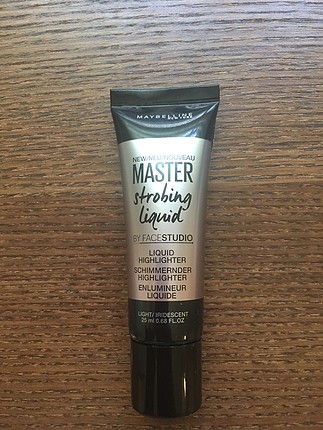 MAYBELLINE
NEW/NEU/NOUVEAU
MASTER
strobing
liquid
BY FACESTUDIO
LIQUID
HIGHLIGHTER
SCHIMMERNDER
HIGHLIGHTER
ENLUMINEUR
LIQUIDE
LIGHT/ IRIDESCENT
25 ml 0.68 FL.OZ